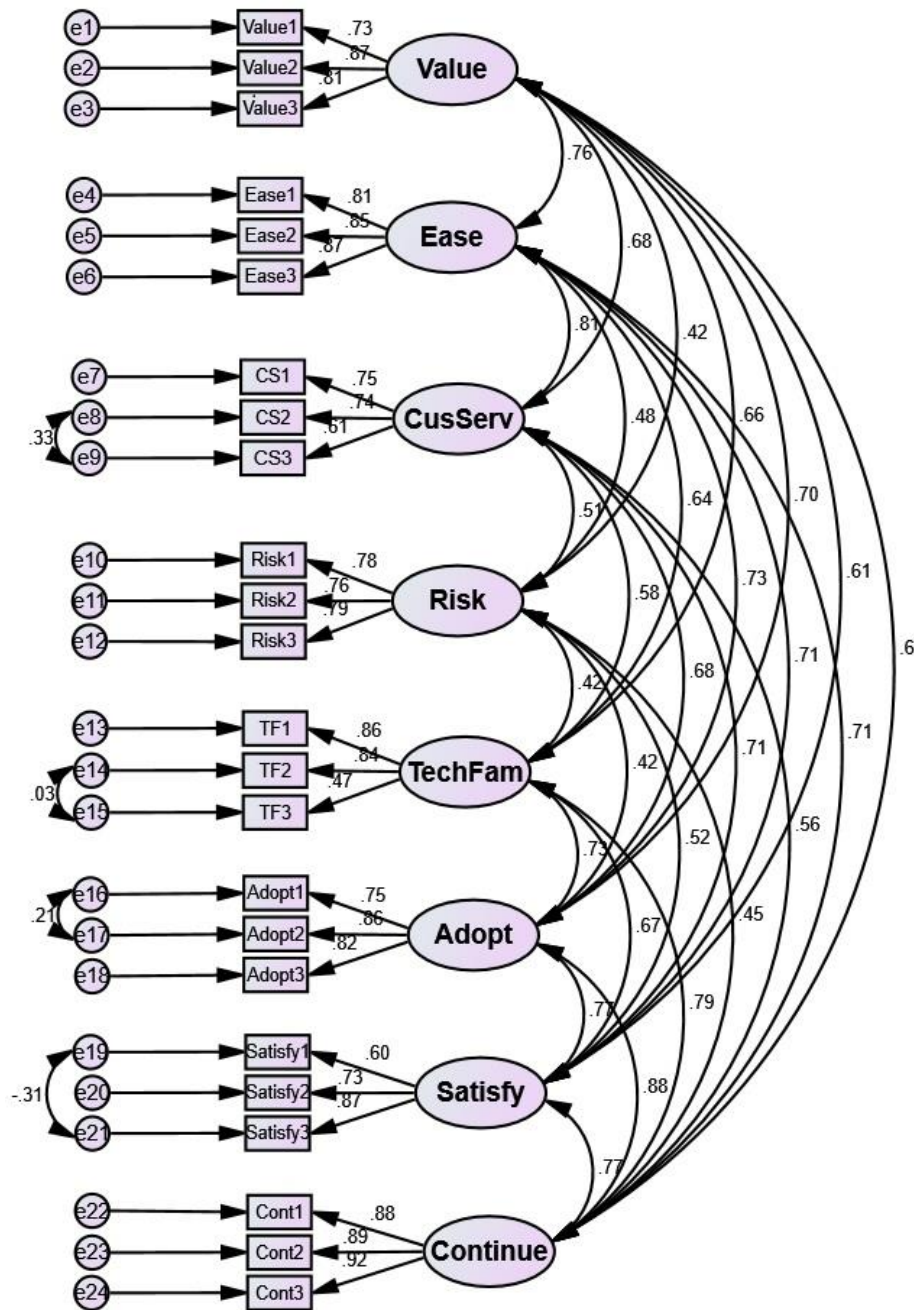 e1 Value1 .73
e2 Value2 .87 Value
e3 Value3 .81
.76
e4 Ease1 .81
e5 Ease2 .85 Ease
e6 Ease3 .87
.68
.81 .42
e7 CS1 .75
e8 CS2 .74 CusServ .48 .66
.33
e9 CS3 .61
.64 .70
.51
e10 Risk1 .78
e11 Risk2 .76 Risk .58 .73 .61
e12 Risk3 .79
.68 .71 .6
.42
e13 TF1 .86
e14 TF2 .84 TechFam .42 .71 .71
.03
e15 TF3 .47
.52 .56
.73
e16 Adopt1 .75
.21
e17 Adopt2 .86 Adopt .67 .45
e18 Adopt3 .82
.79
.77
e19 Satisfy1 .60
-.31 e20 Satisfy2 .73 Satisfy .88
e21 Satisfy3 .87
.77
e22 Cont1 .88
e23 Cont2 .89 Continue
e24 Cont3 .92